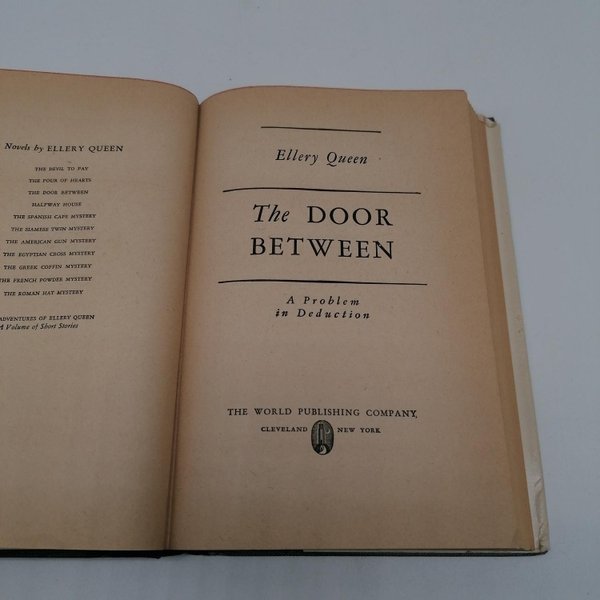 Novels by ELLERY QUEEN
THE DEVIL TO PAY
THE FOUR OF HEARTS
THE DOOR BETWEEN
HALFWAY HOUSE
THE SPANISH CAPE MYSTERY
THE SIAMESE TWIN MYSTERY
THE AMERICAN GUN MYSTERY
THE EGYPTIAN CROSS MYSTERY
THE GREEK COFFIN MYSTERY
THE FRENCH POWDER MYSTERY
THE ROMAN HAT MYSTERY
ADVENTURES OF ELLERY QUEEN
A Volume of Short Stories
Ellery Queen
The DOOR
BETWEEN
A Problem
in Deduction
THE WORLD PUBLISHING COMPANY
CLEVELAND NEW YORK